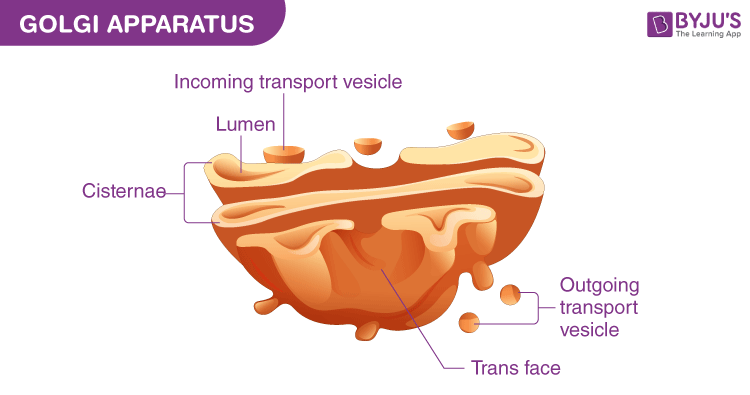 GOLGI APPARATUS
BYJU'S
The Learning App
Incoming transport vesicle
Lumen
Cisternae
Outgoing
transport
vesicle
Trans face